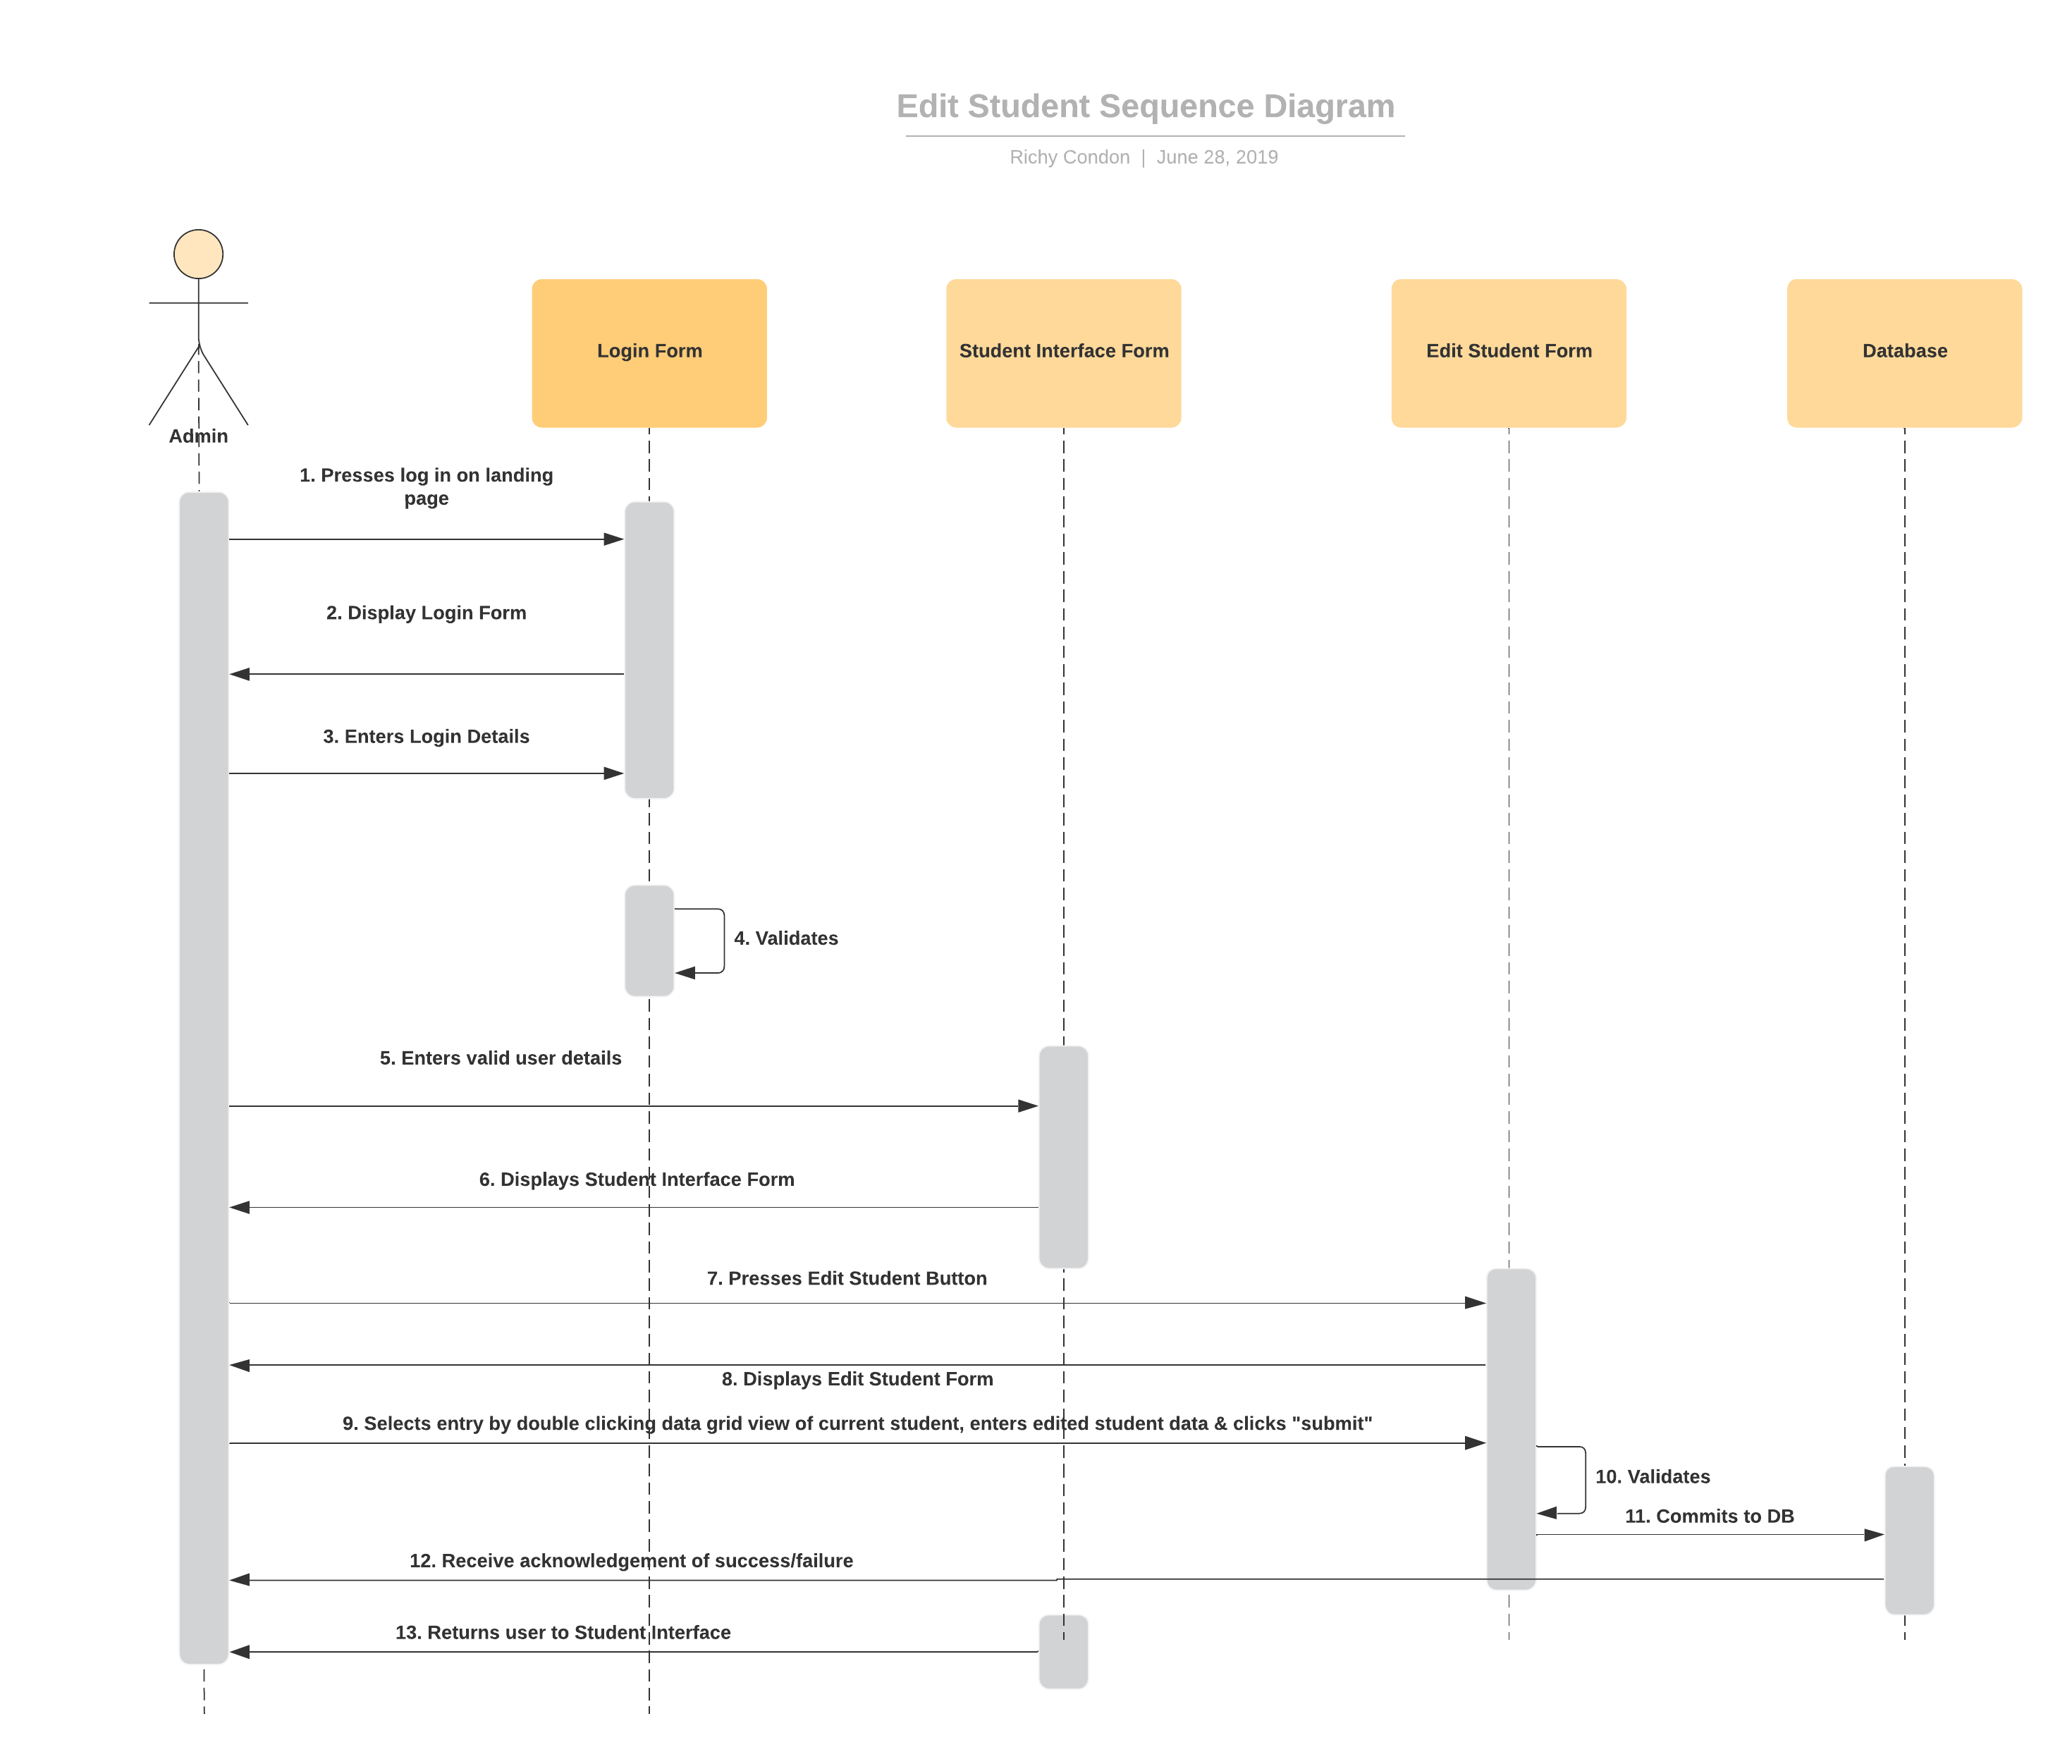 Edit Student Sequence Diagram
Richy Condon | June 28, 2019
Login Form
Student Interface Form
Edit Student Form
Database
Admin
1. Presses log in on landing
page
2. Display Login Form
3. Enters Login Details
4. Validates
5. Enters valid user details
6. Displays Student Interface Form
7. Presses Edit Student Button
8. Displays Edit Student Form
9. Selects entry by double clicking data grid view of current student, enters edited student data & clicks "submit"
10. Validates
11. Commits to DB
12. Receive acknowledgement of success/failure
13. Returns user to Student Interface